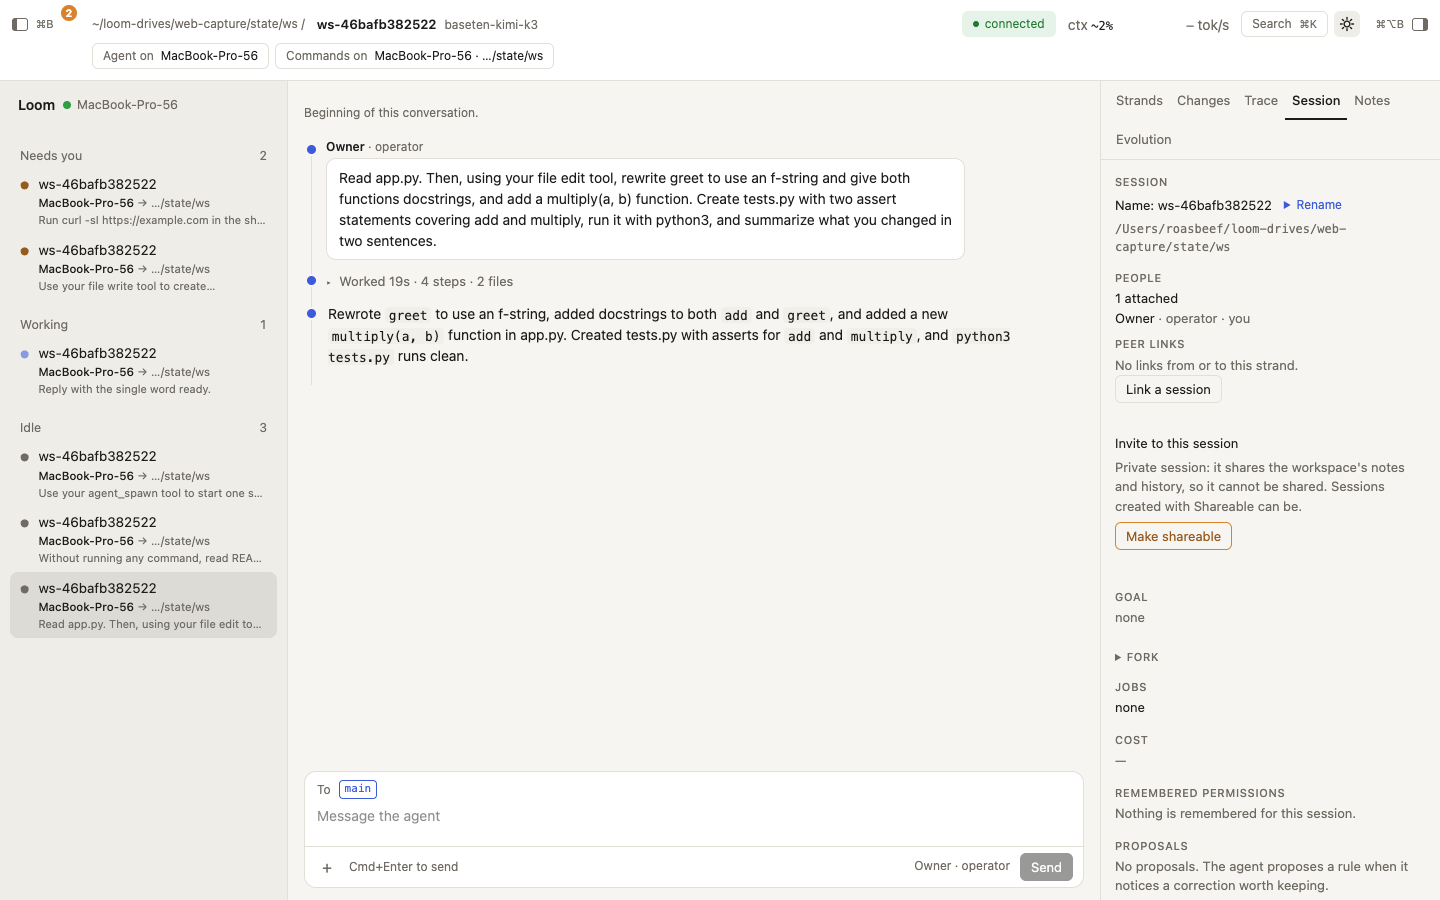 ⌘B
2
~/loom-drives/web-capture/state/ws / ws-46bafb382522 baseten-kimi-k3
connected
ctx ~2%
– tok/s
Search ⌘K
⌘⌥B
Agent on MacBook-Pro-56
Commands on MacBook-Pro-56 · …/state/ws
Loom MacBook-Pro-56
Needs you 2
ws-46bafb382522
MacBook-Pro-56 → …/state/ws
Run curl -sI https://example.com in the sh…
ws-46bafb382522
MacBook-Pro-56 → …/state/ws
Use your file write tool to create…
Working 1
ws-46bafb382522
MacBook-Pro-56 → …/state/ws
Reply with the single word ready.
Idle 3
ws-46bafb382522
MacBook-Pro-56 → …/state/ws
Use your agent_spawn tool to start one s…
ws-46bafb382522
MacBook-Pro-56 → …/state/ws
Without running any command, read REA…
ws-46bafb382522
MacBook-Pro-56 → …/state/ws
Read app.py. Then, using your file edit to…
Beginning of this conversation.
Owner · operator
Read app.py. Then, using your file edit tool, rewrite greet to use an f-string and give both
functions docstrings, and add a multiply(a, b) function. Create tests.py with two assert
statements covering add and multiply, run it with python3, and summarize what you changed in
two sentences.
Worked 19s · 4 steps · 2 files
Rewrote greet to use an f-string, added docstrings to both add and greet, and added a new
multiply(a, b) function in app.py. Created tests.py with asserts for add and multiply, and python3
tests.py runs clean.
To main
Message the agent
+ Cmd+Enter to send
Owner · operator
Send
Strands Changes Trace Session Notes
Evolution
SESSION
Name: ws-46bafb382522 ▶ Rename
/Users/roasbeef/loom-drives/web-
capture/state/ws
PEOPLE
1 attached
Owner · operator · you
PEER LINKS
No links from or to this strand.
Link a session
Invite to this session
Private session: it shares the workspace's notes
and history, so it cannot be shared. Sessions
created with Shareable can be.
Make shareable
GOAL
none
▶ FORK
JOBS
none
COST
—
REMEMBERED PERMISSIONS
Nothing is remembered for this session.
PROPOSALS
No proposals. The agent proposes a rule when it
notices a correction worth keeping.